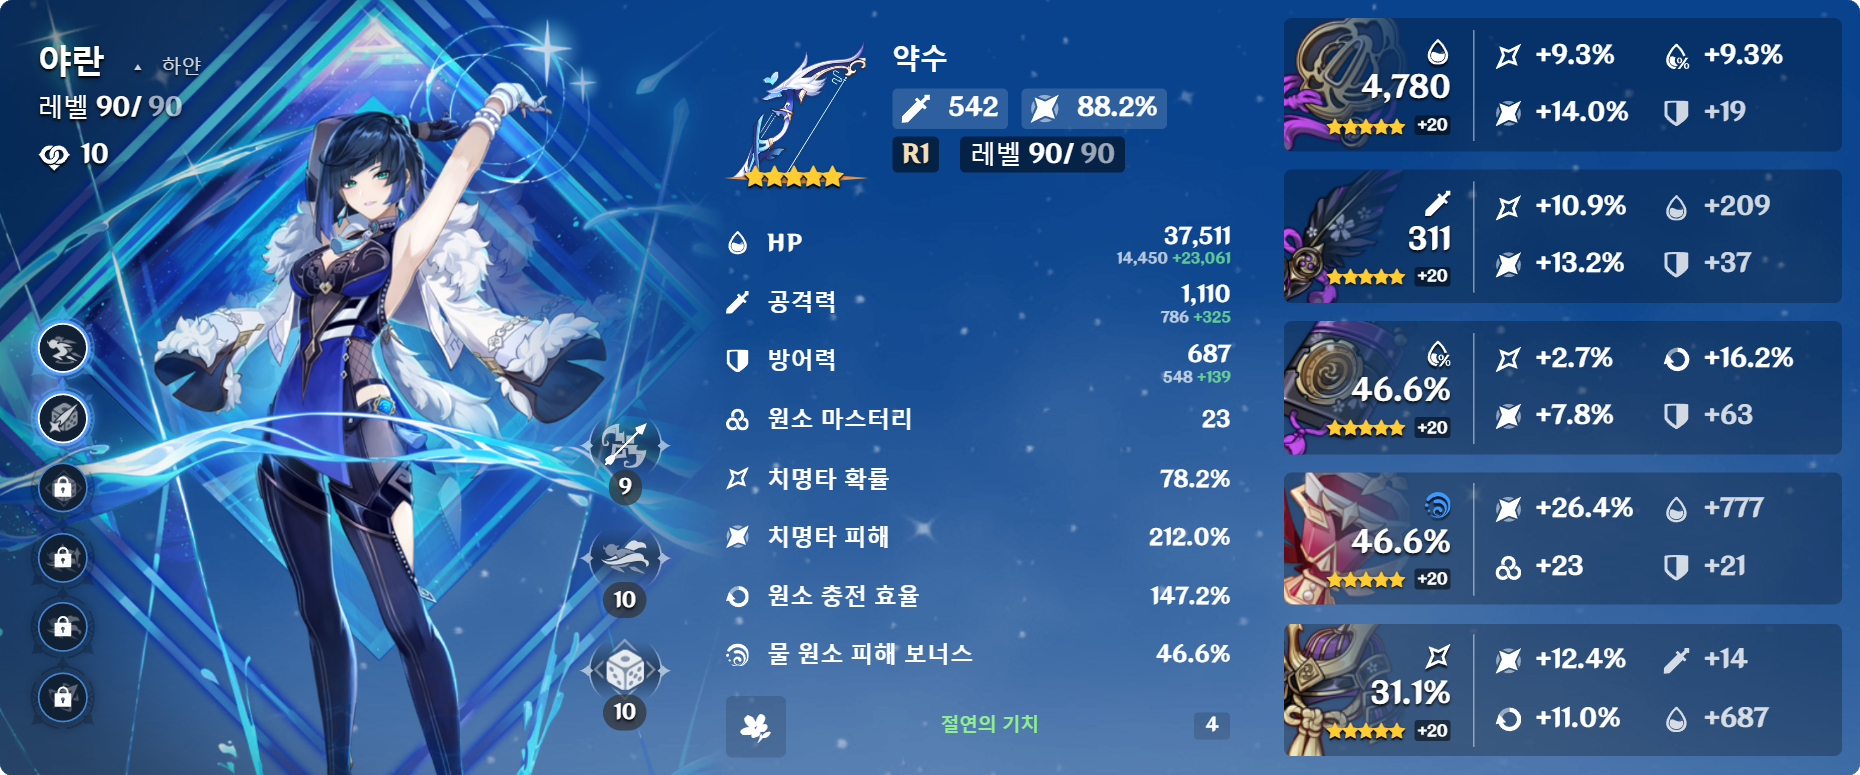 야란 ▲ 하얀
레벨 90/ 90
10
9
10
10
약수
542 88.2%
R1 레벨 90/ 90
HP 37,511
14,450 +23,061
공격력 1,110
786 +325
방어력 687
548 +139
원소 마스터리 23
치명타 확률 78.2%
치명타 피해 212.0%
원소 충전 효율 147.2%
물 원소 피해 보너스 46.6%
절연의 기치 4
4,780
+20
+9.3% +9.3%
+14.0% +19
311
+20
+10.9% +209
+13.2% +37
46.6%
+20
+2.7% +16.2%
+7.8% +63
46.6%
+20
+26.4% +777
+23 +21
31.1%
+20
+12.4% +14
+11.0% +687